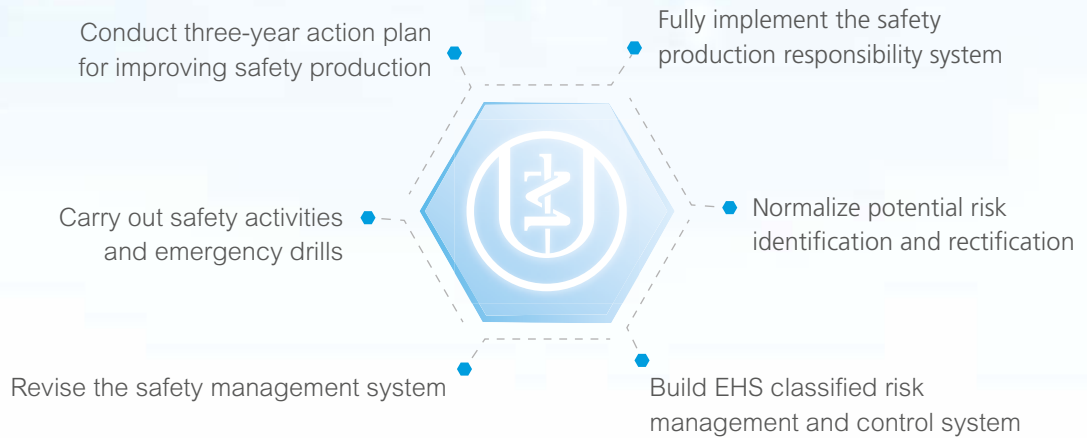 Conduct three-year action plan
for improving safety production
Fully implement the safety
production responsibility system
Carry out safety activities
and emergency drills
Normalize potential risk
identification and rectification
Revise the safety management system
Build EHS classified risk
management and control system